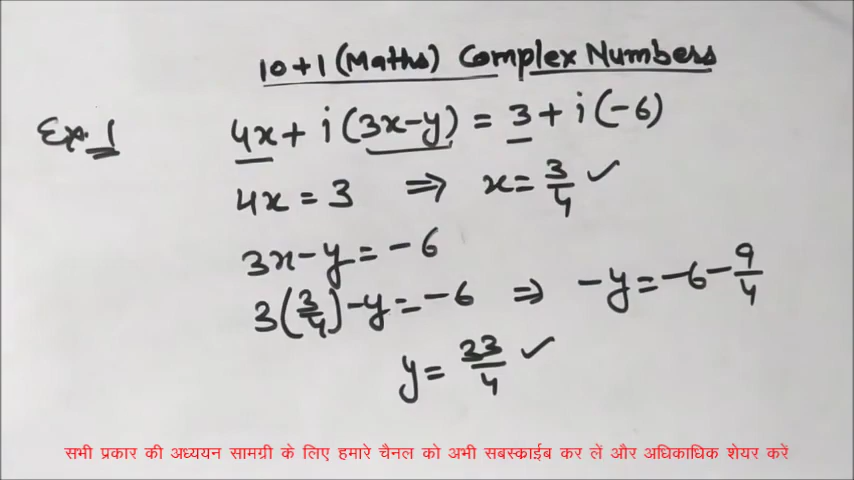 10+1 (Maths) Complex Numbers
Ex. 1 4x + i (3x-y) = 3 + i (-6)
4x = 3 ⇒ x = 3/4 ✓
3x - y = -6
3(3/4) - y = -6 ⇒ -y = -6 - 9/4
y = 33/4 ✓
सभी प्रकार की अध्ययन सामग्री के लिए हमारे चैनल को अभी सबस्क्राईब कर लें और अधिकाधिक शेयर करें